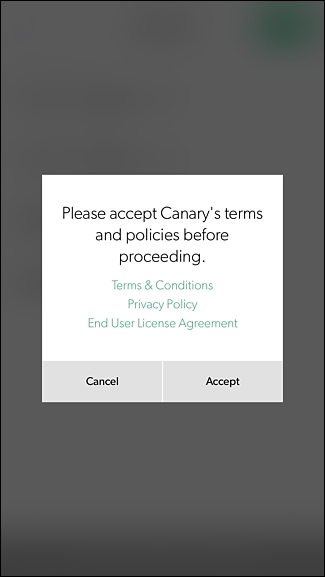 Please accept Canary's terms
and policies before
proceeding.
Terms & Conditions
Privacy Policy
End User License Agreement
Cancel
Accept